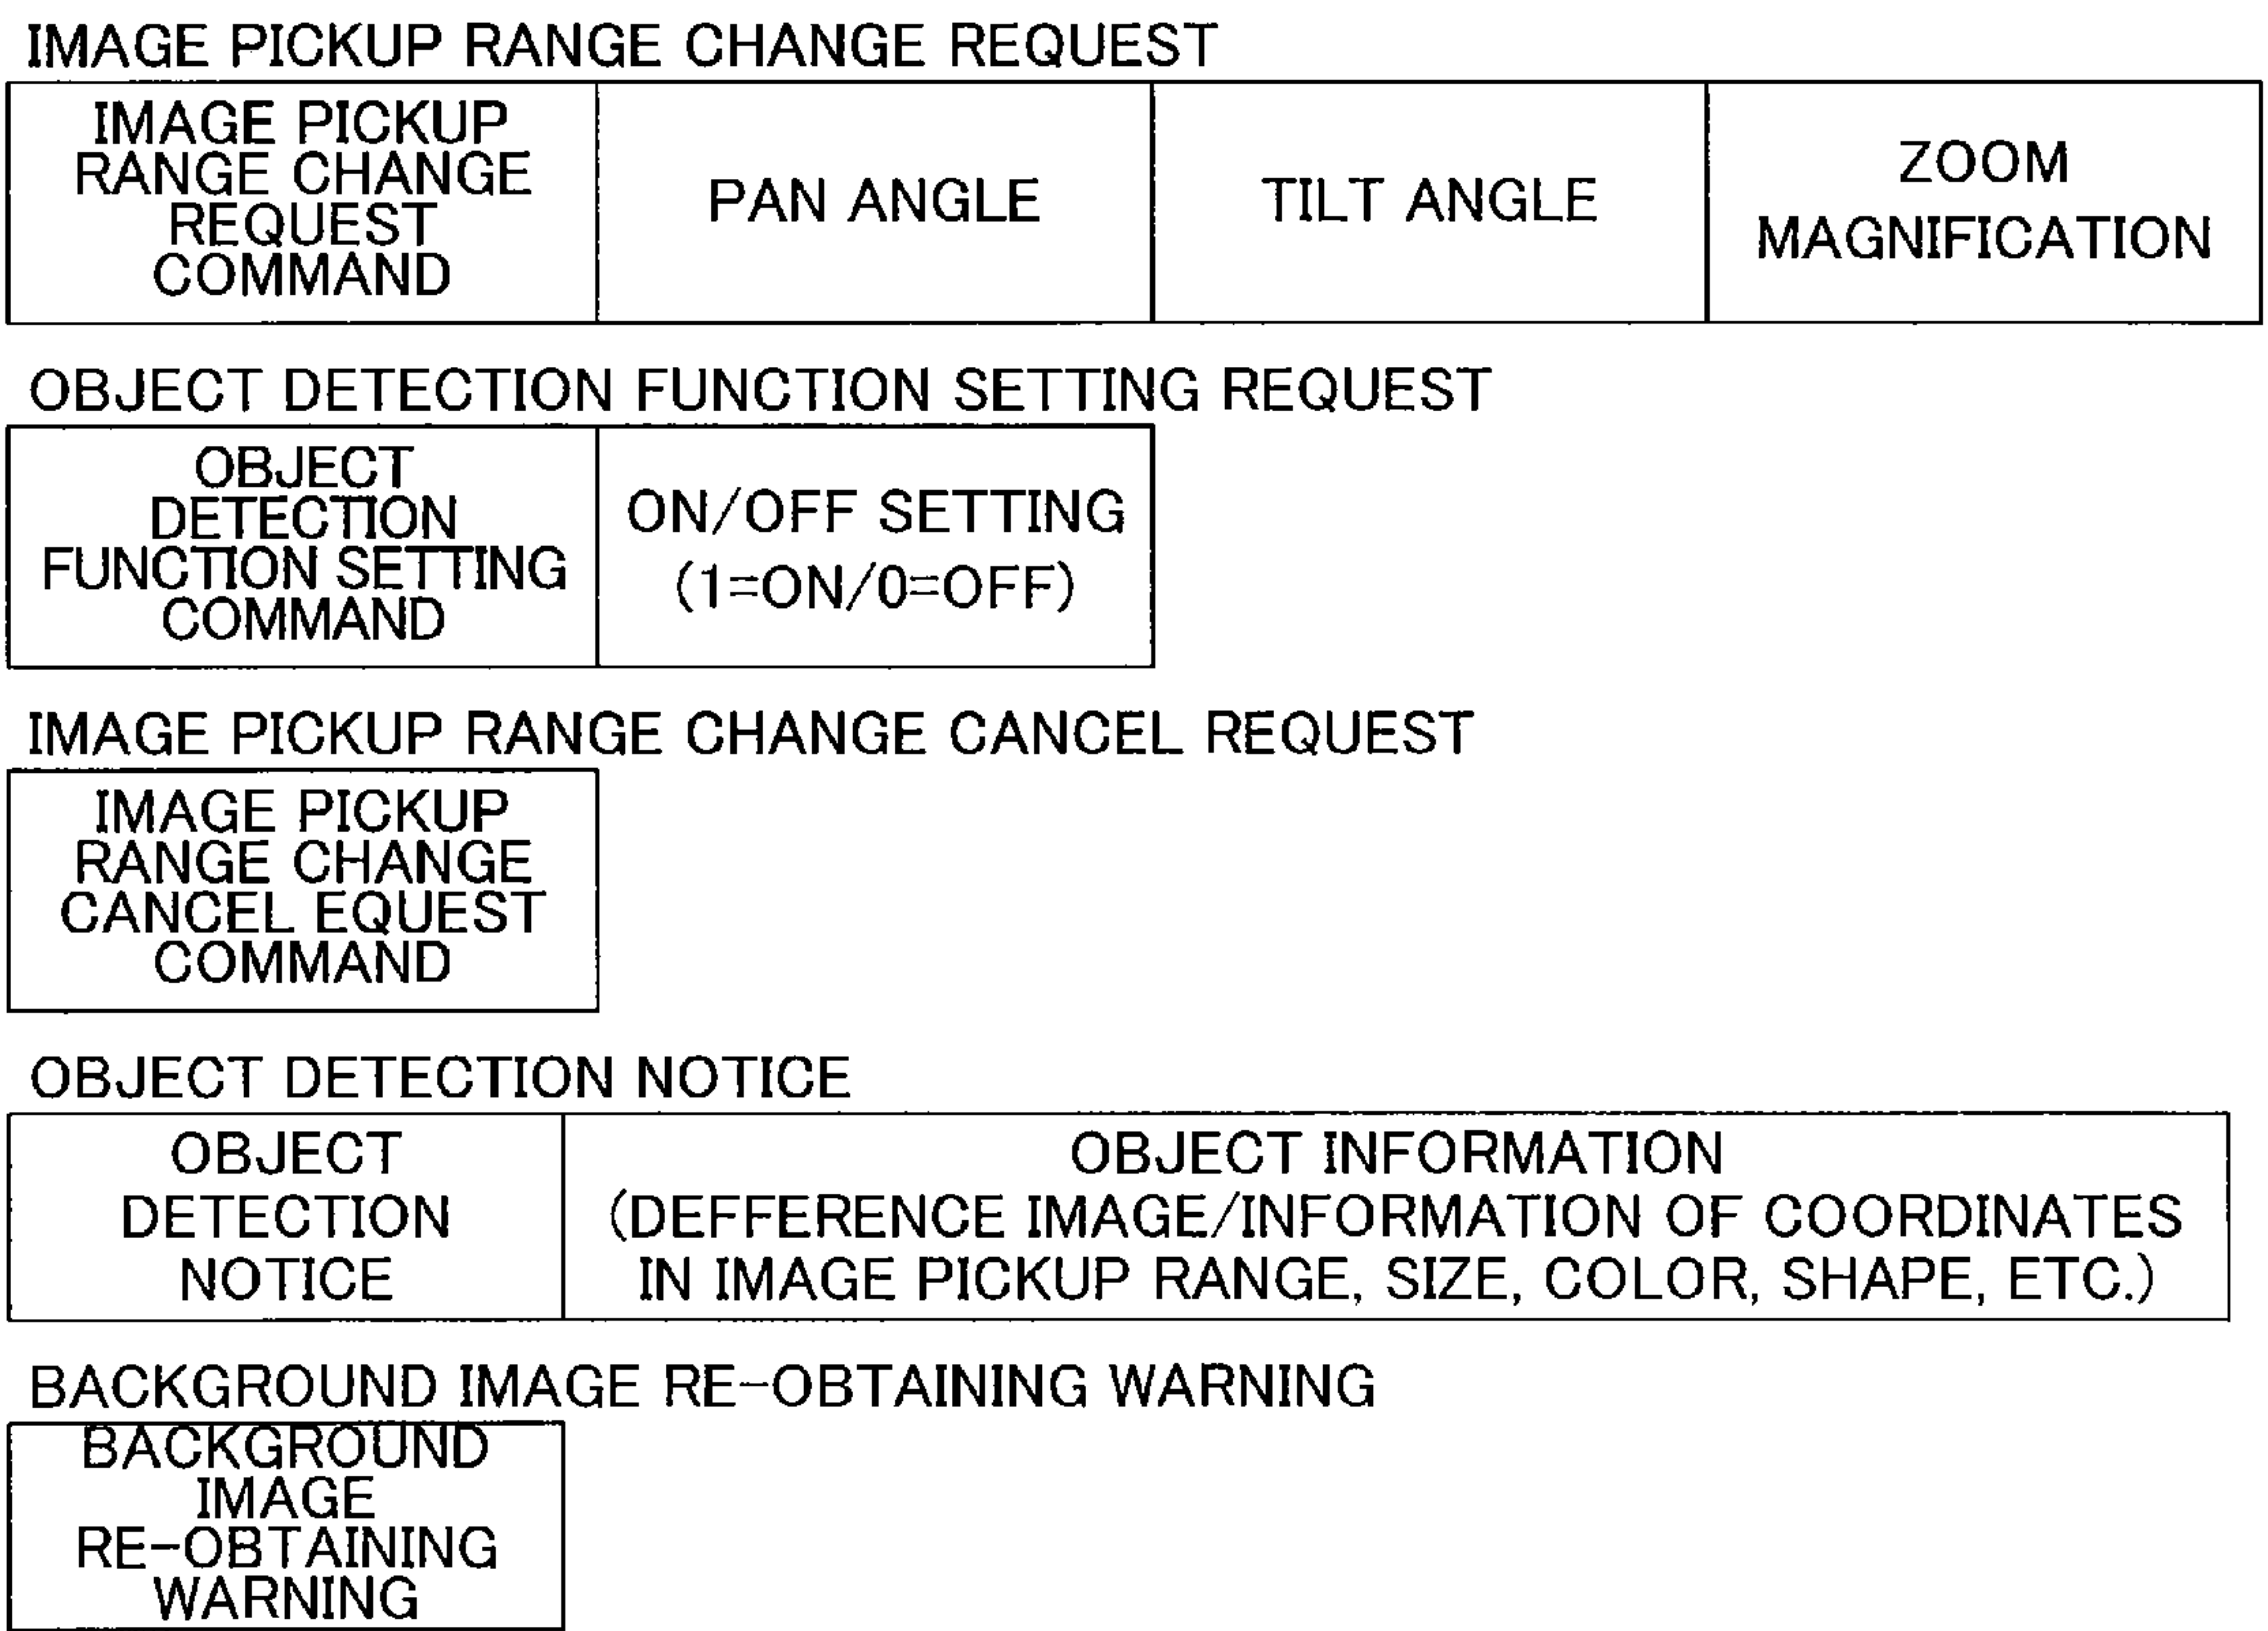 IMAGE PICKUP RANGE CHANGE REQUEST
IMAGE PICKUP
RANGE CHANGE
REQUEST
COMMAND
PAN ANGLE
TILT ANGLE
ZOOM
MAGNIFICATION
OBJECT DETECTION FUNCTION SETTING REQUEST
OBJECT
DETECTION
FUNCTION SETTING
COMMAND
ON/OFF SETTING
(1=ON/0=OFF)
IMAGE PICKUP RANGE CHANGE CANCEL REQUEST
IMAGE PICKUP
RANGE CHANGE
CANCEL EQUEST
COMMAND
OBJECT DETECTION NOTICE
OBJECT
DETECTION
NOTICE
OBJECT INFORMATION
(DEFFERENCE IMAGE/INFORMATION OF COORDINATES
IN IMAGE PICKUP RANGE, SIZE, COLOR, SHAPE, ETC.)
BACKGROUND IMAGE RE-OBTAINING WARNING
BACKGROUND
IMAGE
RE-OBTAINING
WARNING